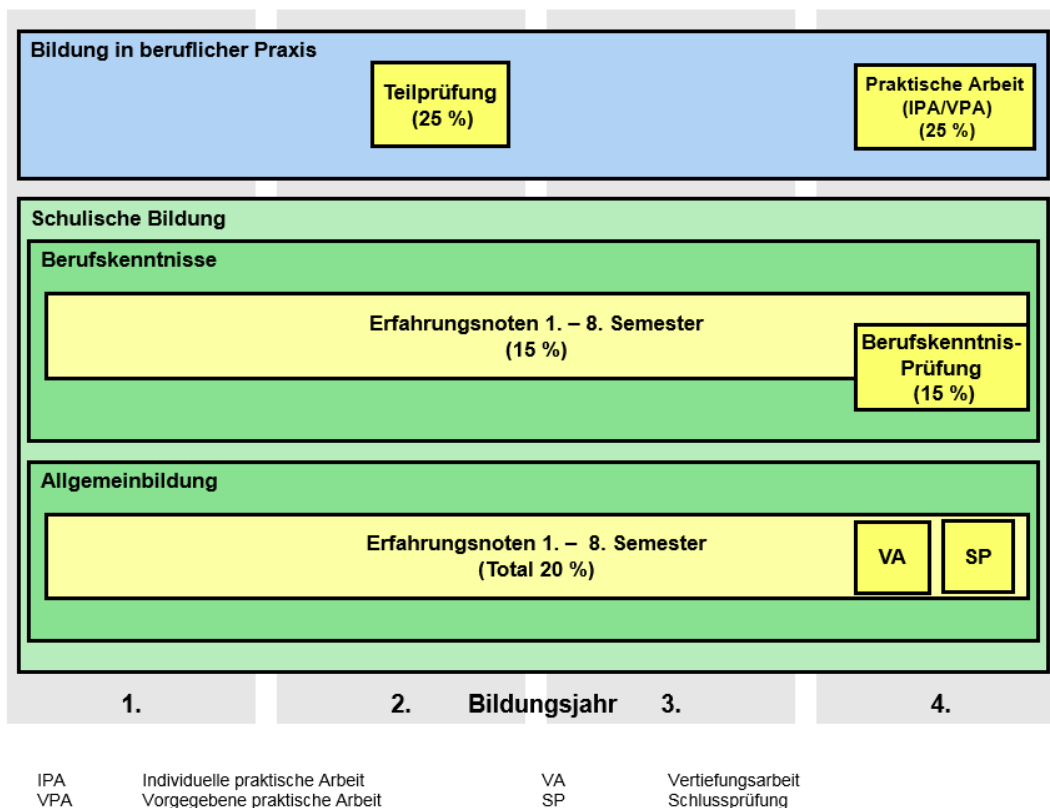 Bildung in beruflicher Praxis
Teilprüfung
(25 %)
Praktische Arbeit
(IPA/VPA)
(25 %)
Schulische Bildung
Berufskenntnisse
Erfahrungsnoten 1. – 8. Semester
(15 %)
Berufskenntnis-
Prüfung
(15 %)
Allgemeinbildung
Erfahrungsnoten 1. – 8. Semester
(Total 20 %)
VA
SP
1. 2. Bildungsjahr 3. 4.
IPA Individuelle praktische Arbeit VA Vertiefungsarbeit
VPA Vorgegebene praktische Arbeit SP Schlussprüfung